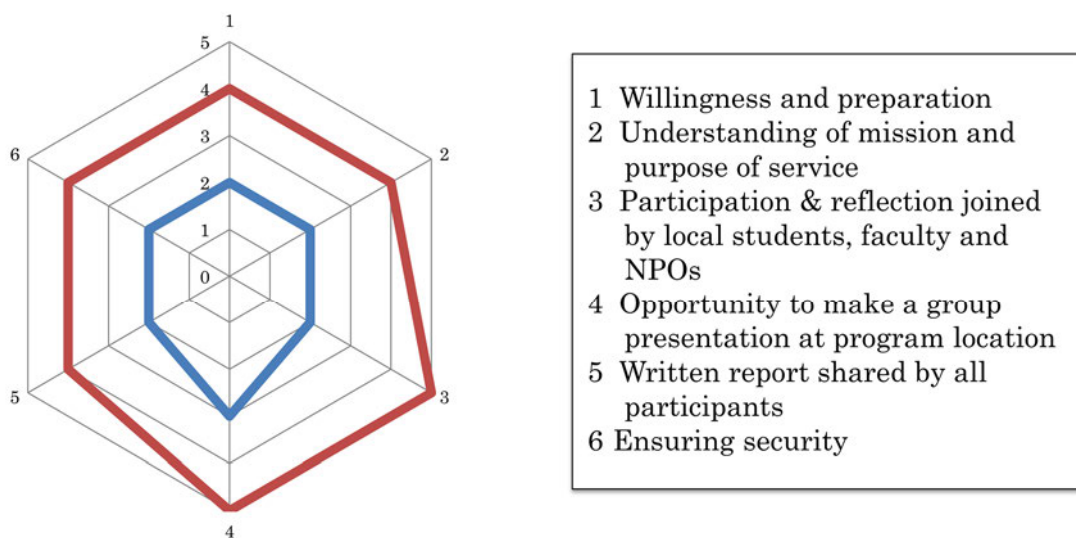 1
5
4
3
2
1
0
6
2
5
3
4
1 Willingness and preparation
2 Understanding of mission and
purpose of service
3 Participation & reflection joined
by local students, faculty and
NPOs
4 Opportunity to make a group
presentation at program location
5 Written report shared by all
participants
6 Ensuring security